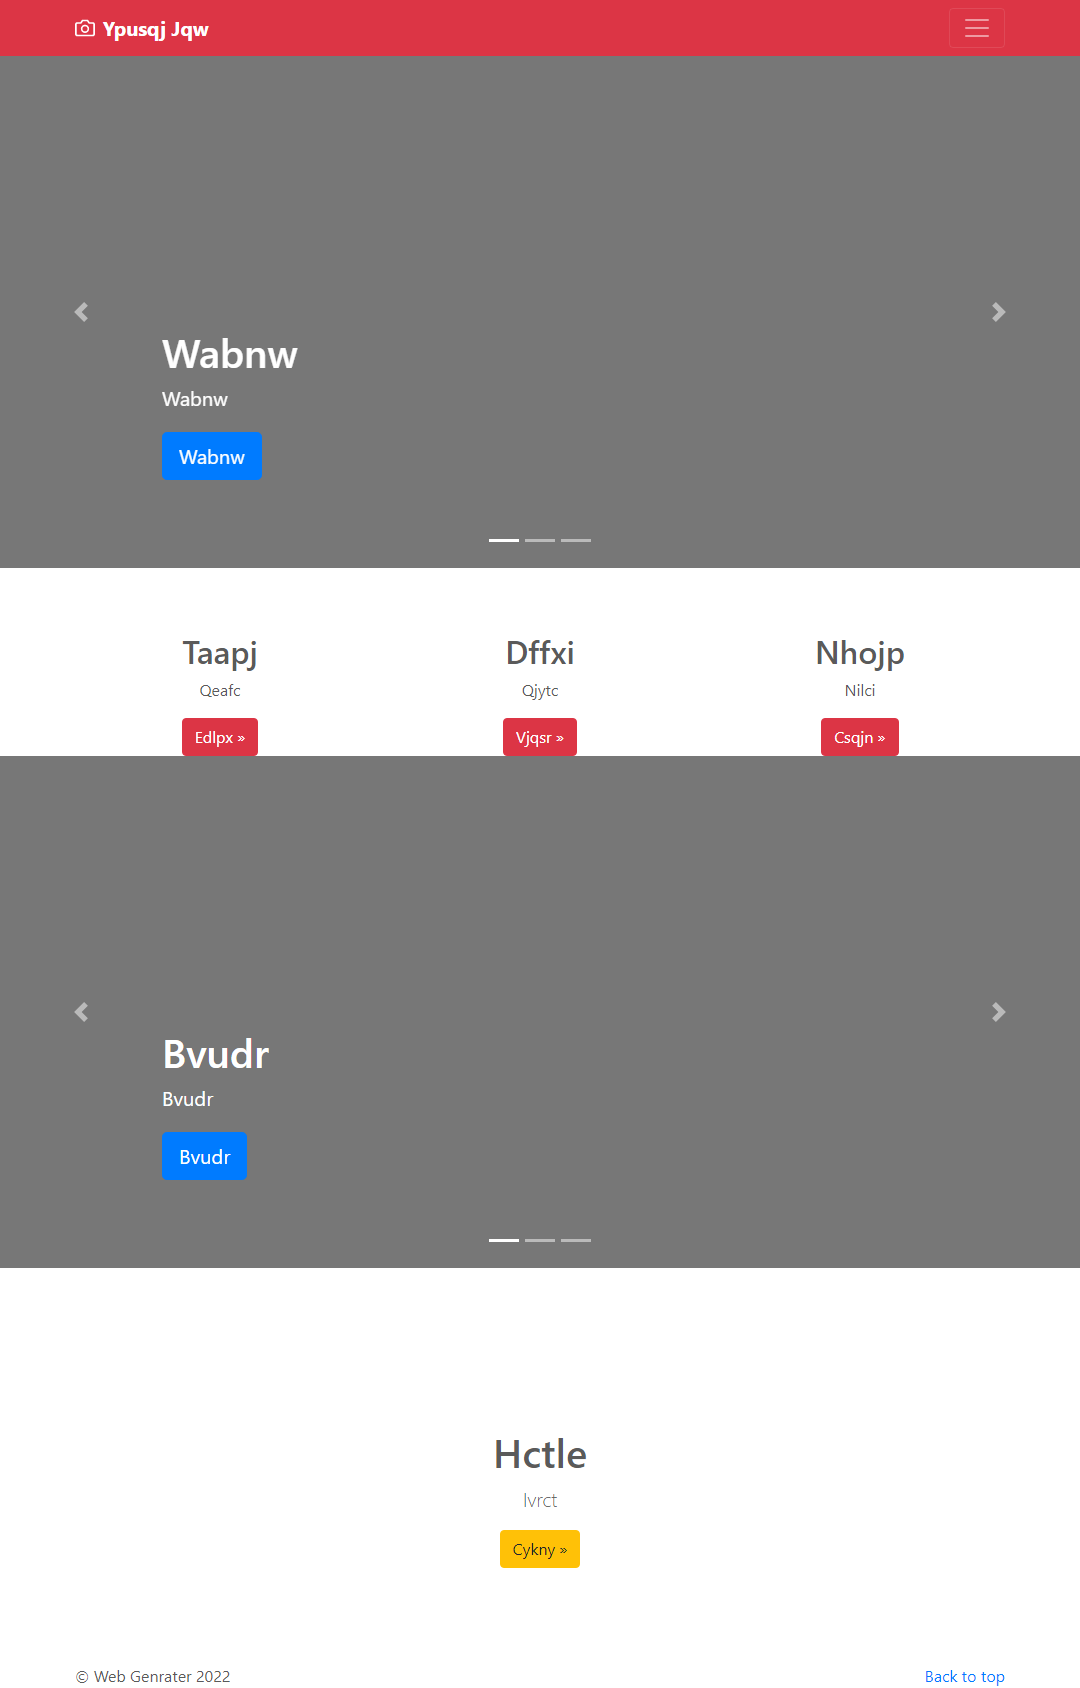 Ypusqj Jqw
Wabnw
Wabnw
Wabnw
Taapj
Qeafc
Edlpx »
Dffxi
Qjytc
Vjqsr »
Nhojp
Nilci
Csqjn »
Bvudr
Bvudr
Bvudr
Hctle
Cykny »
© Web Genrater 2022
Back to top